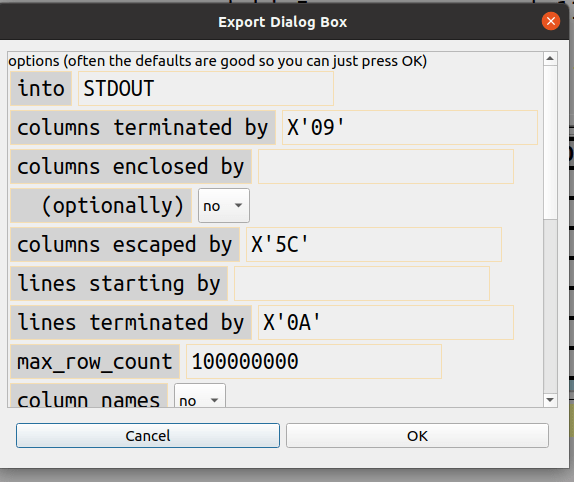 Export Dialog Box
options (often the defaults are good so you can just press OK)
into STDOUT
columns terminated by X'09'
columns enclosed by
(optionally) no
columns escaped by X'5C'
lines starting by
lines terminated by X'0A'
max_row_count 100000000
column names no
Cancel OK